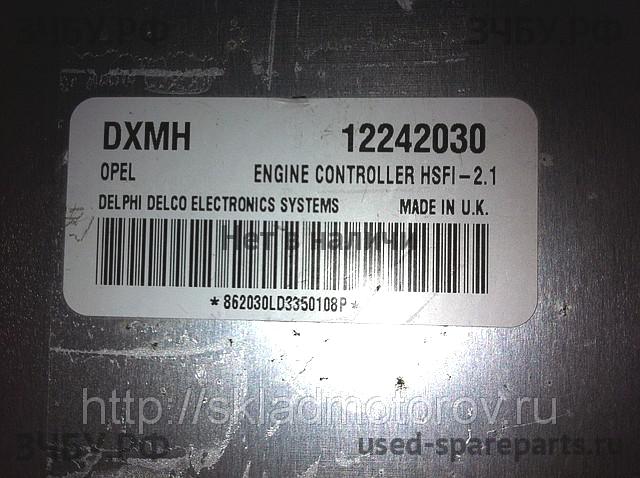 ЗЧБУ.РФ ЗЧБУ.РФ
DXMH 12242030
OPEL ENGINE CONTROLLER HSFI-2.1
DELPHI DELCO ELECTRONICS SYSTEMS MADE IN U.K.
Нет в наличии
*862030LD3350108P*
http://skladmotorov.ru
ЗЧБУ.РФ used-spareparts.ru